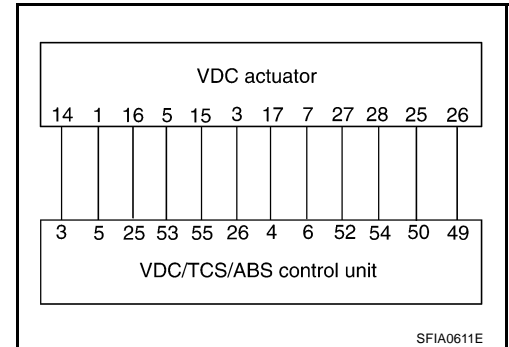 VDC actuator
14 1 16 5 15 3 17 7 27 28 25 26
3 5 25 53 55 26 4 6 52 54 50 49
VDC/TCS/ABS control unit
SFIA0611E